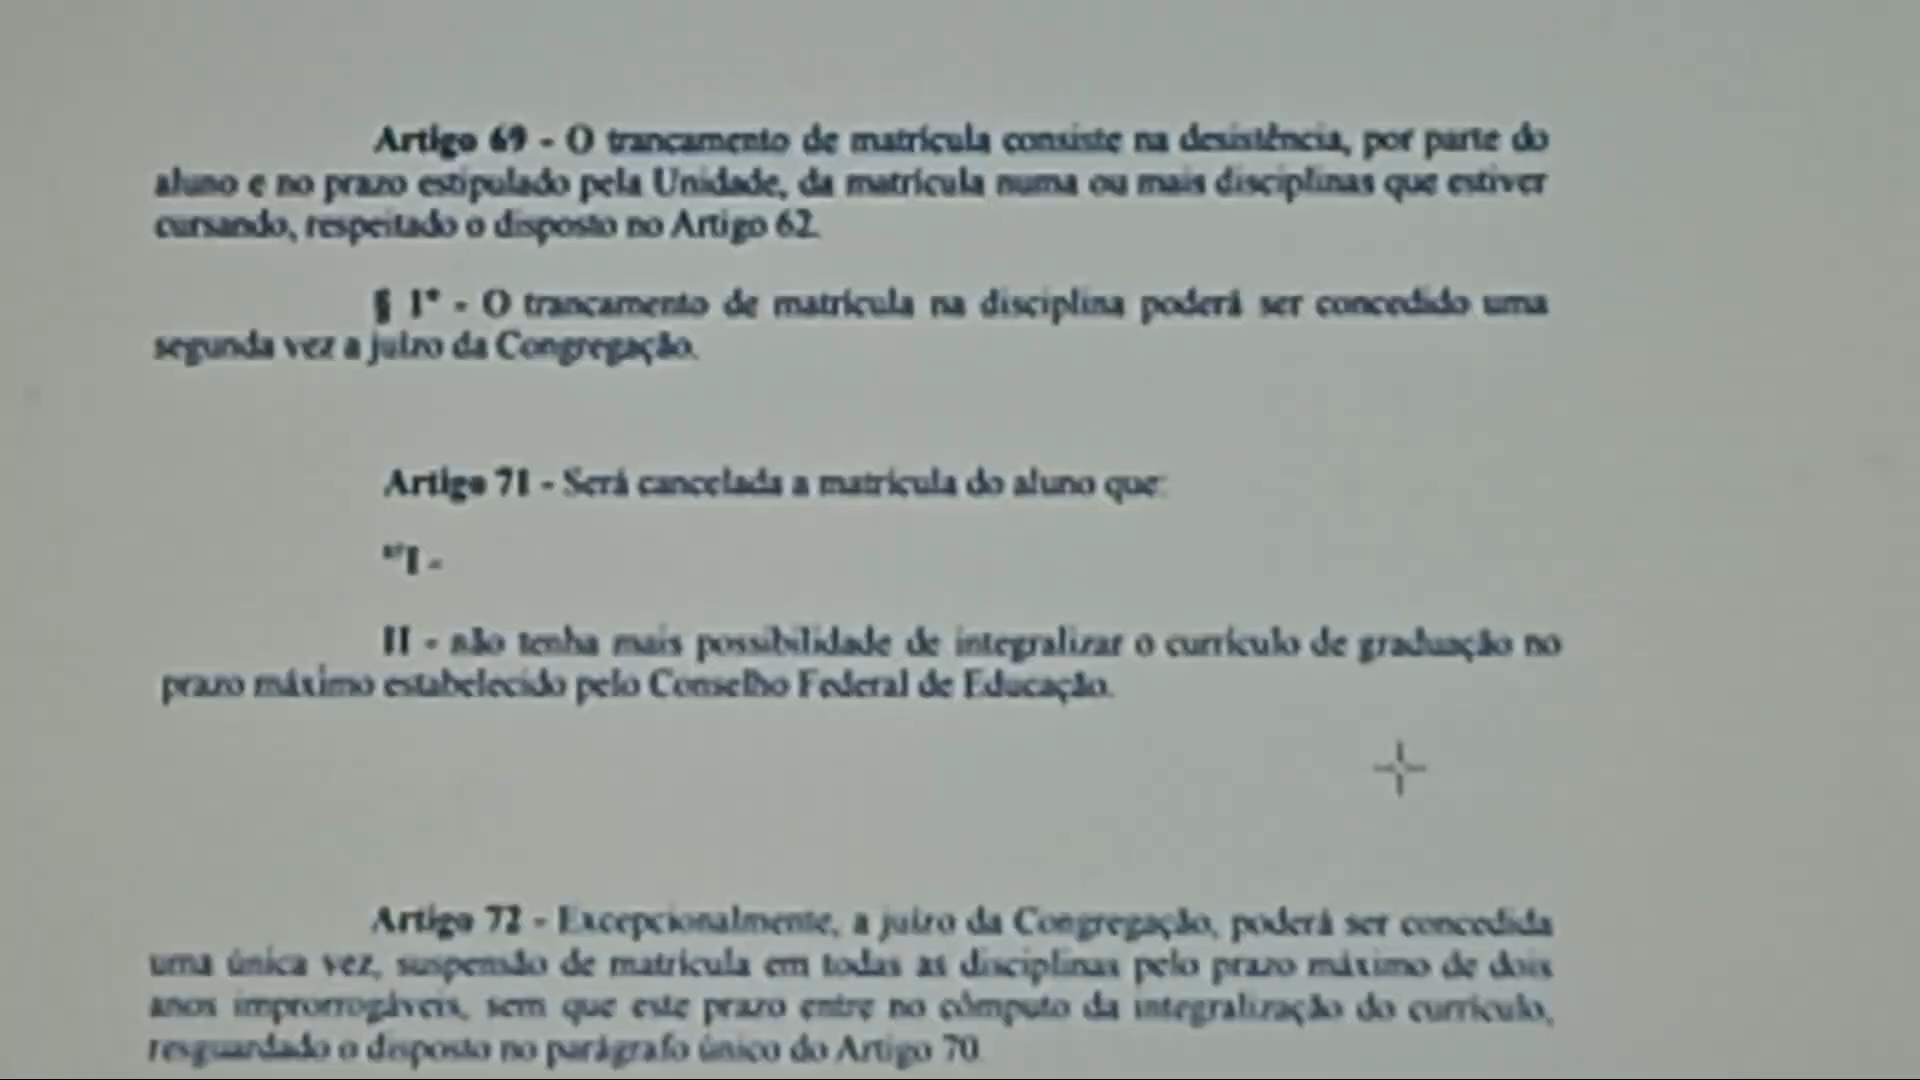 Artigo 69 - O trancamento de matrícula consiste na desistência, por parte do
aluno e no prazo estipulado pela Unidade, da matrícula numa ou mais disciplinas que estiver
cursando, respeitado o disposto no Artigo 62.
§ 1º - O trancamento de matrícula na disciplina poderá ser concedido uma
segunda vez a juízo da Congregação.
Artigo 71 - Será cancelada a matrícula do aluno que:
I -
II - não tenha mais possibilidade de integralizar o currículo de graduação no
prazo máximo estabelecido pelo Conselho Federal de Educação.
Artigo 72 - Excepcionalmente, a juízo da Congregação, poderá ser concedida
uma única vez, suspensão de matrícula em todas as disciplinas pelo prazo máximo de dois
anos improrrogáveis, sem que este prazo entre no cômputo da integralização do currículo,
resguardado o disposto no parágrafo único do Artigo 70.